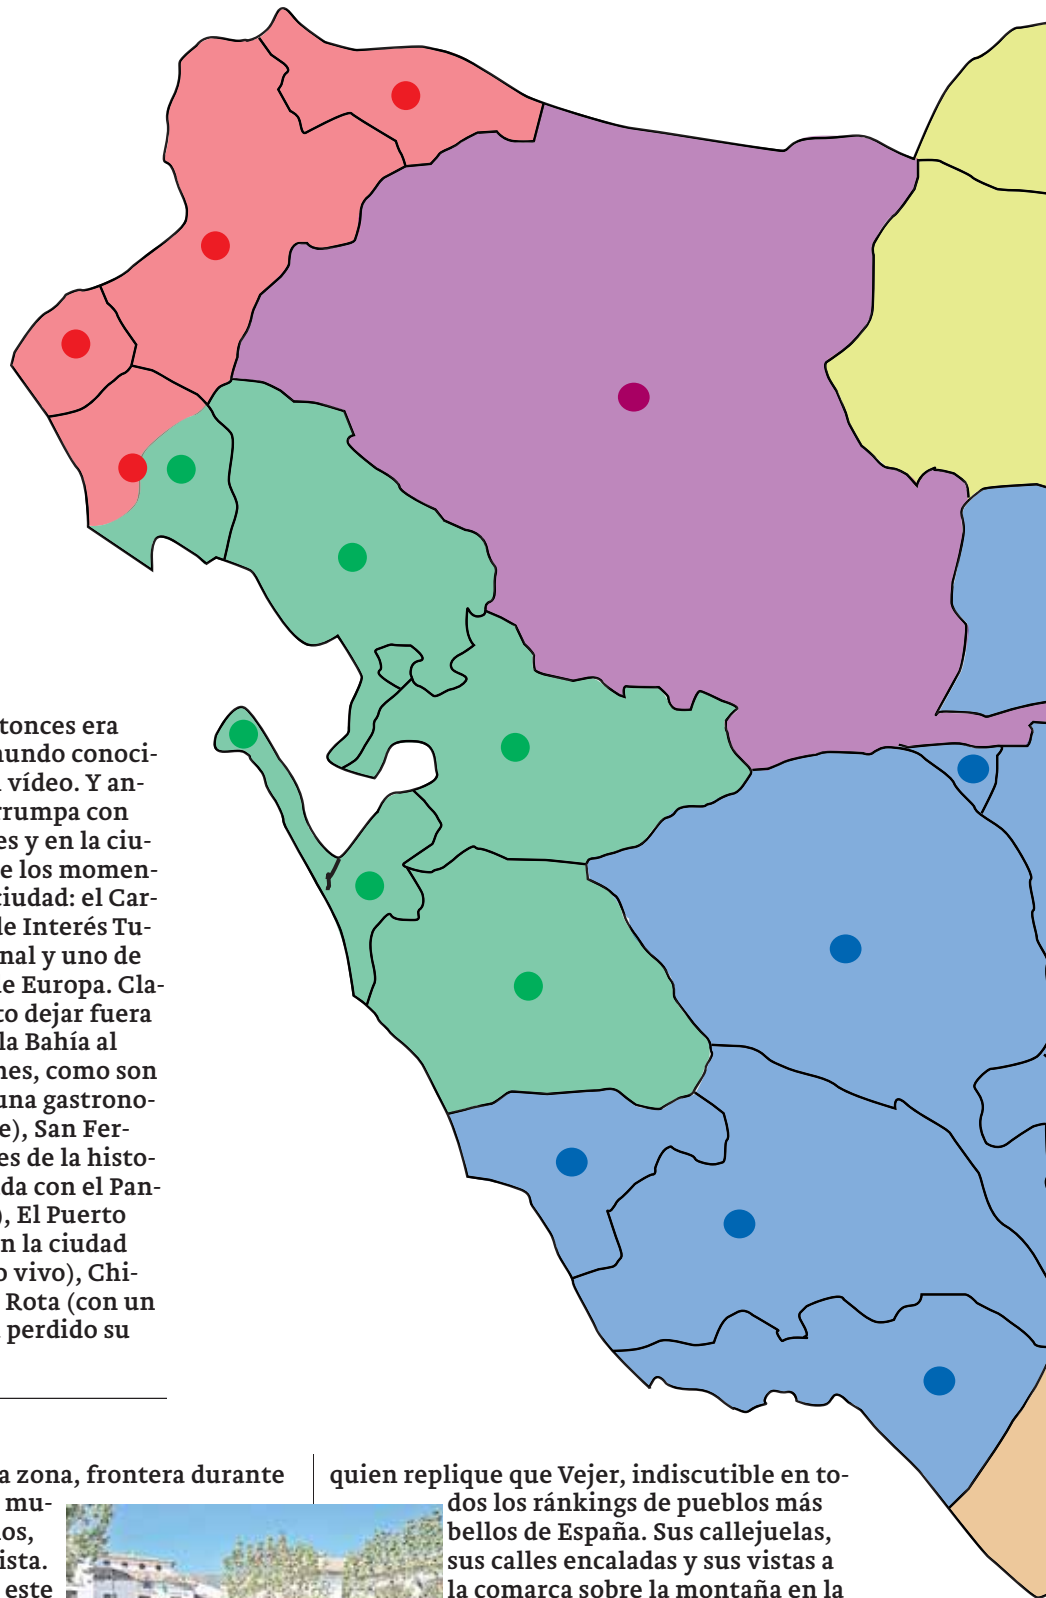 tonces era
nundo conoci-
n vídeo. Y an-
rrumpa con
es y en la ciu-
e los momen-
ciudad: el Car-
de Interés Tu-
nal y uno de
de Europa. Cla-
to dejar fuera
la Bahía al
nes, como son
una gastrono-
e), San Fer-
es de la histo-
da con el Pan-
), El Puerto
n la ciudad
o vivo), Chi-
Rota (con un
perdido su
a zona, frontera durante
mu-
os,
ista.
este
quien replique que Vejer, indiscutible en to-
dos los ránkings de pueblos más
bellos de España. Sus callejuelas,
sus calles encaladas y sus vistas a
la comarca sobre la montaña en la